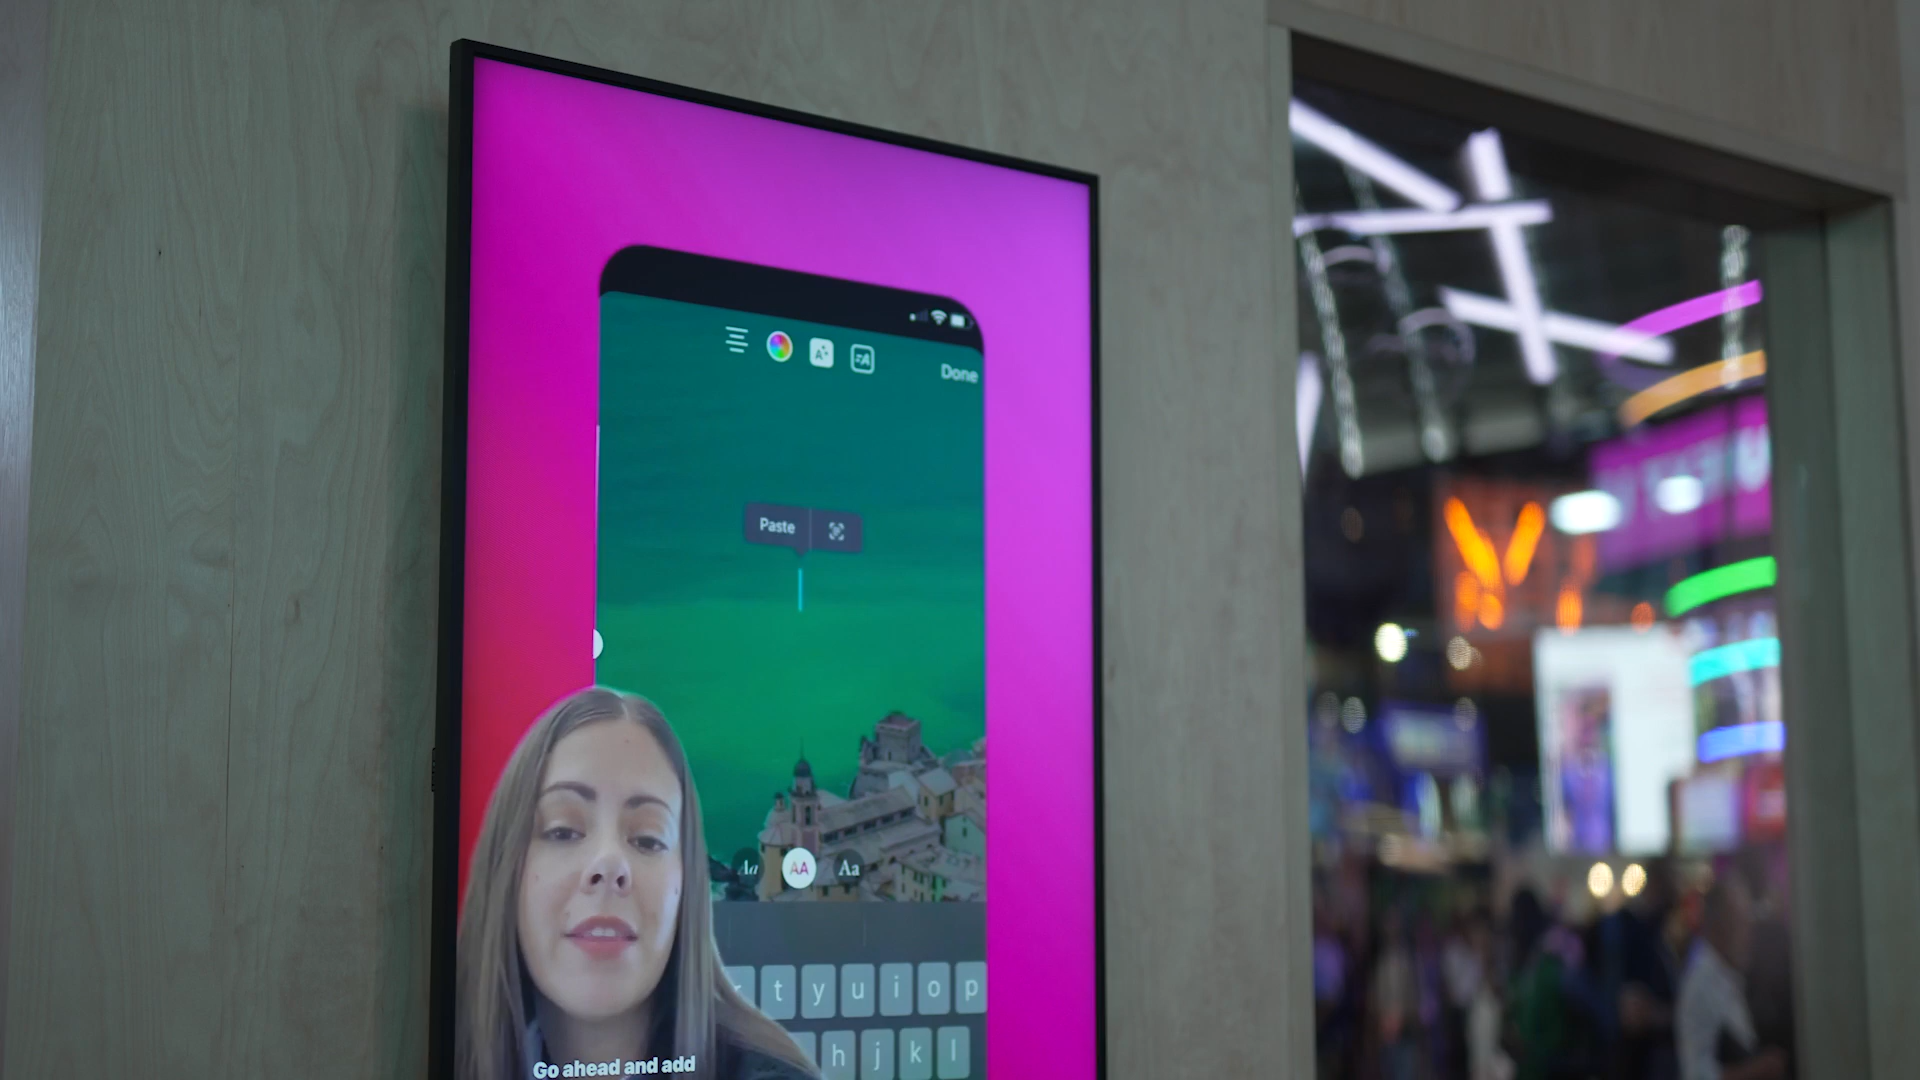 Done
Paste
Aa AA Aa
r t y u i o p
h j k l
Go ahead and add